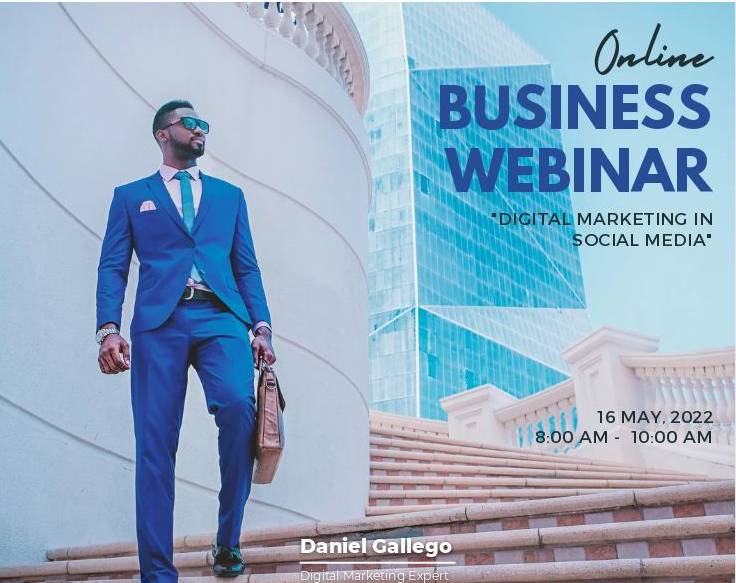 Online
BUSINESS
WEBINAR
"DIGITAL MARKETING IN
SOCIAL MEDIA"
16 MAY, 2022
8:00 AM - 10:00 AM
Daniel Gallego
Digital Marketing Expert